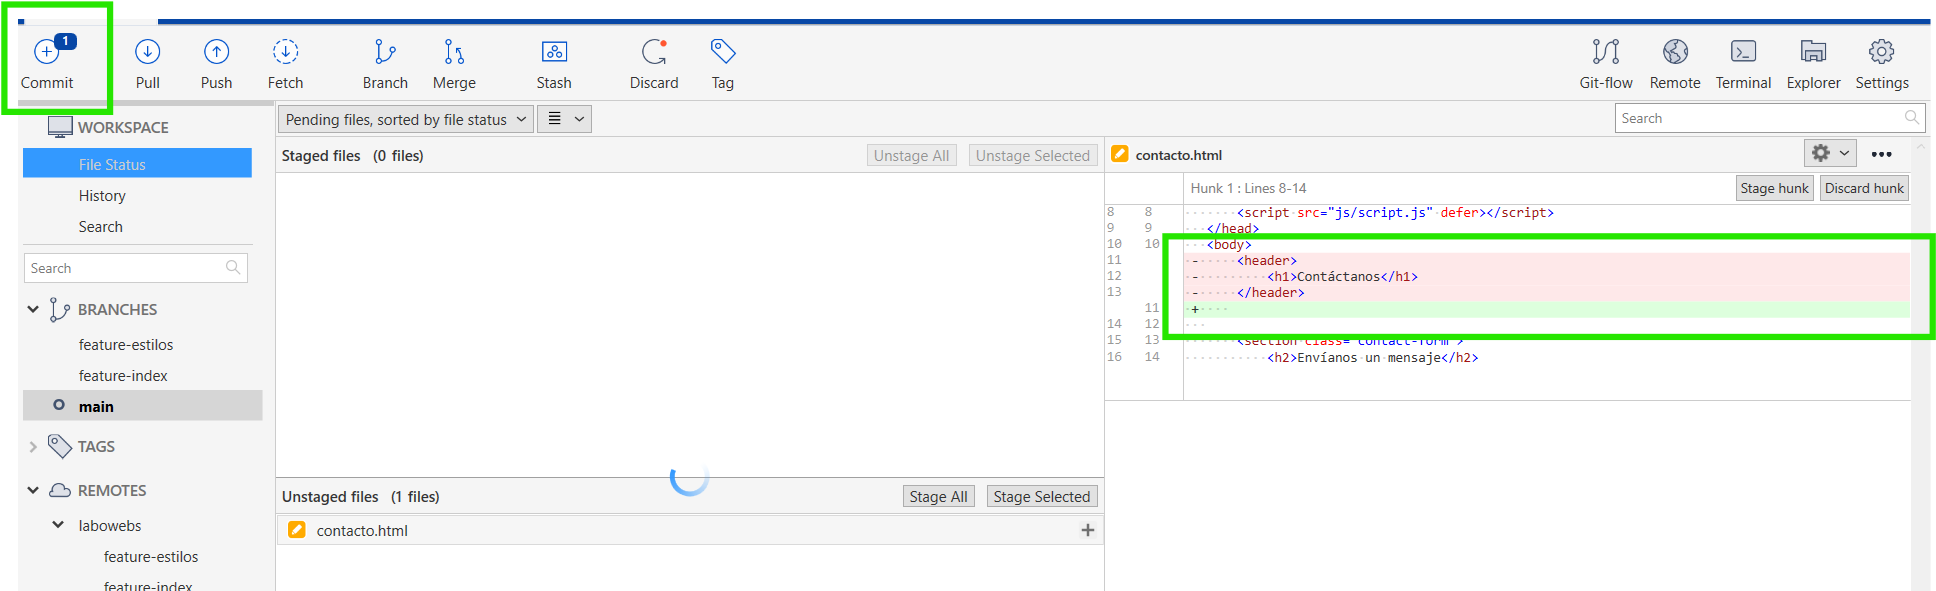 1
Commit Pull Push Fetch Branch Merge Stash Discard Tag Git-flow Remote Terminal Explorer Settings
WORKSPACE
File Status
History
Search
Search
BRANCHES
feature-estilos
feature-index
main
TAGS
REMOTES
labowebs
feature-estilos
feature-index
Pending files, sorted by file status
Search
Staged files (0 files) Unstage All Unstage Selected
Unstaged files (1 files) Stage All Stage Selected
contacto.html
contacto.html
Hunk 1 : Lines 8-14 Stage hunk Discard hunk
8 8 <script src="js/script.js" defer></script>
9 9 </head>
10 10 <body>
11 - <header>
12 - <h1>Contáctanos</h1>
13 - </header>
11 +
14 12
15 13 <section class="contact-form">
16 14 <h2>Envíanos un mensaje</h2>